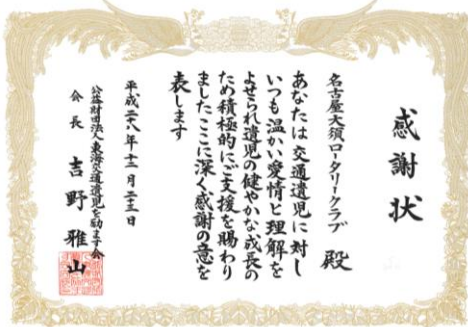 感謝状
名古屋大須ロータリークラブ 殿
あなたは交通遺児に対し
いつも温かい愛情と理解を
よせられ遺児の健やかな成長の
ため積極的にご支援を賜わり
ましたここに深く感謝の意を
表します
平成二十八年十二月二十三日
公益財団法人東海交通遺児を励ます会
会長 吉野雅山